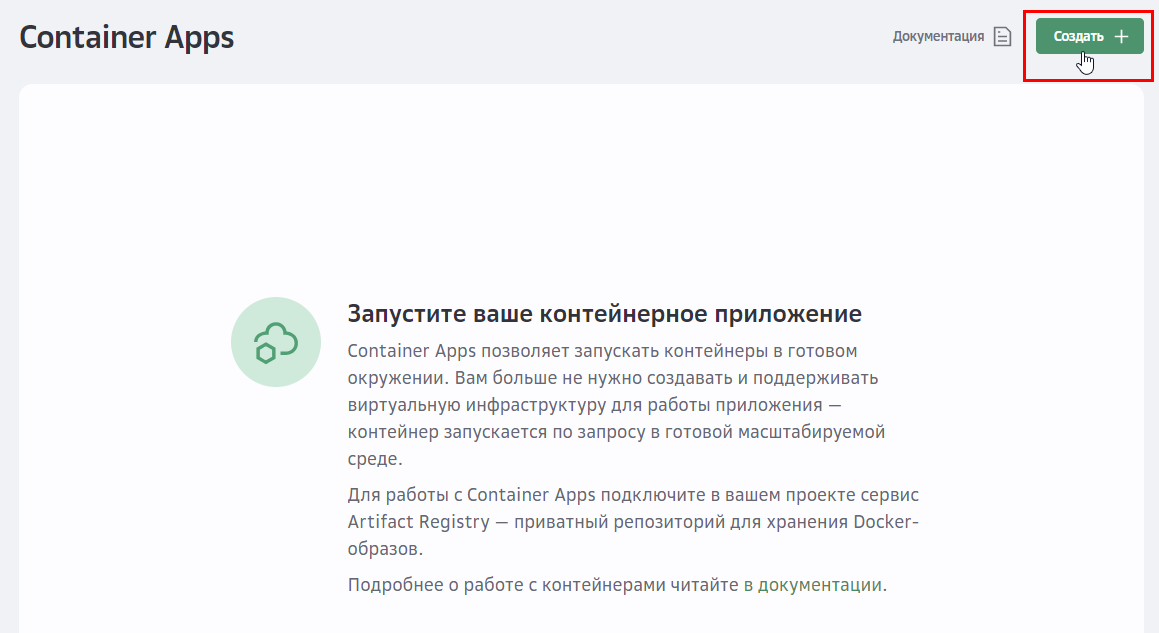 Container Apps
Документация
Создать
Запустите ваше контейнерное приложение
Container Apps позволяет запускать контейнеры в готовом
окружении. Вам больше не нужно создавать и поддерживать
виртуальную инфраструктуру для работы приложения —
контейнер запускается по запросу в готовой масштабируемой
среде.
Для работы с Container Apps подключите в вашем проекте сервис
Artifact Registry — приватный репозиторий для хранения Docker-
образов.
Подробнее о работе с контейнерами читайте в документации.